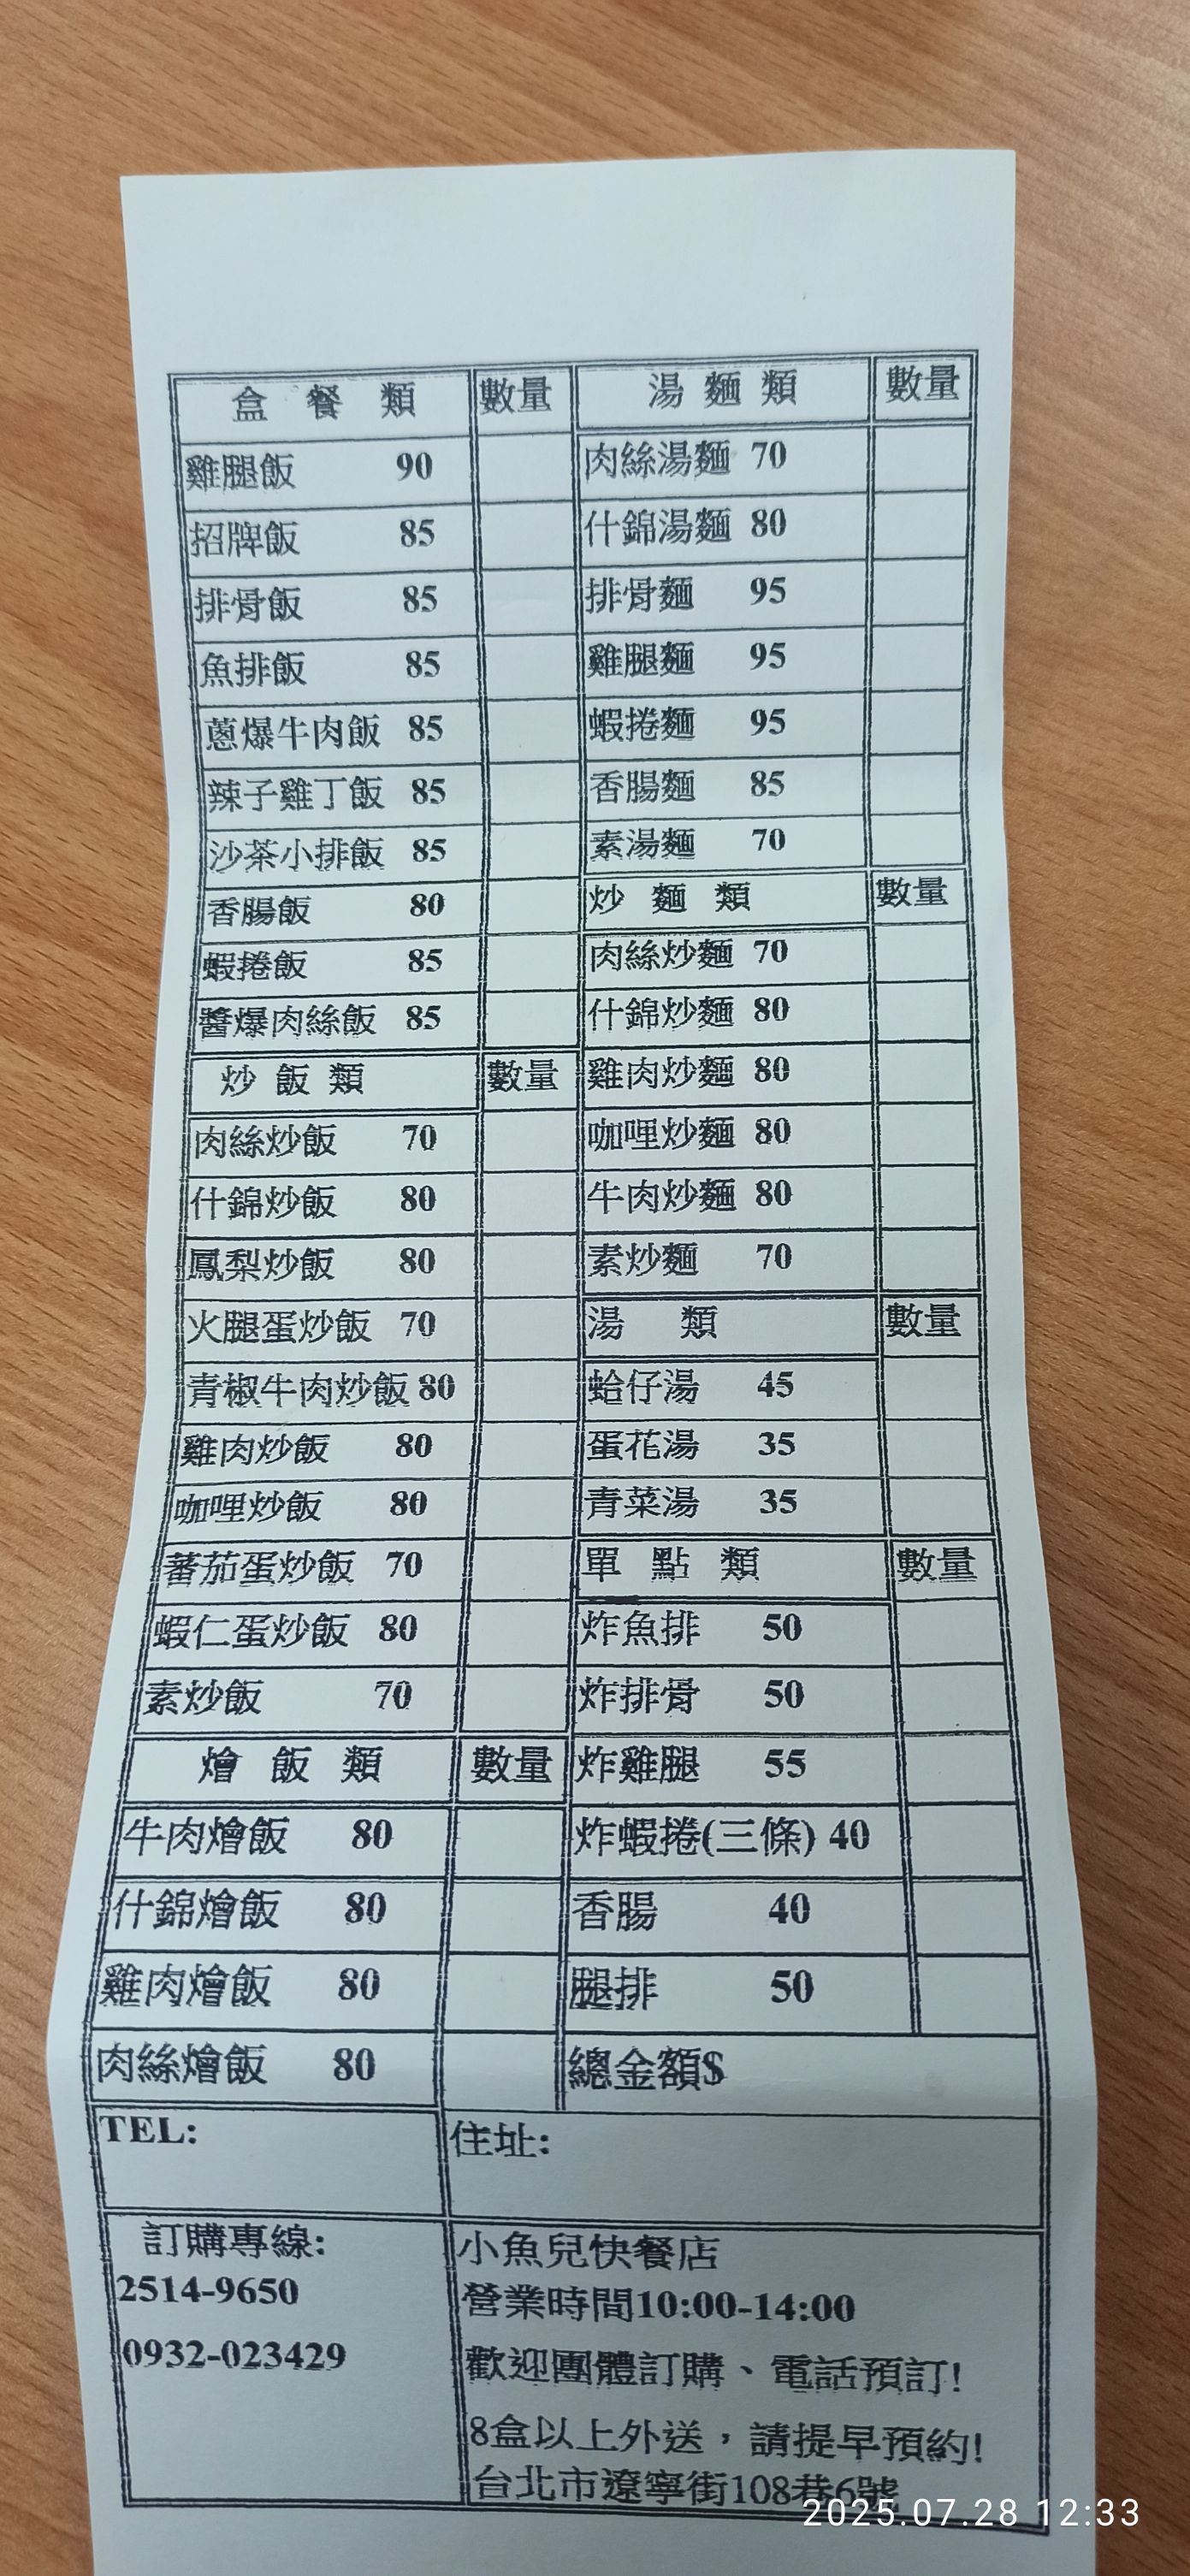 盒 餐 類 數量 湯 麵 類 數量
雞腿飯 90 肉絲湯麵 70
招牌飯 85 什錦湯麵 80
排骨飯 85 排骨麵 95
魚排飯 85 雞腿麵 95
蔥爆牛肉飯 85 蝦捲麵 95
辣子雞丁飯 85 香腸麵 85
沙茶小排飯 85 素湯麵 70
香腸飯 80 炒 麵 類 數量
蝦捲飯 85 肉絲炒麵 70
醬爆肉絲飯 85 什錦炒麵 80
炒 飯 類 數量 雞肉炒麵 80
肉絲炒飯 70 咖哩炒麵 80
什錦炒飯 80 牛肉炒麵 80
鳳梨炒飯 80 素炒麵 70
火腿蛋炒飯 70 湯 類 數量
青椒牛肉炒飯 80 蛤仔湯 45
雞肉炒飯 80 蛋花湯 35
咖哩炒飯 80 青菜湯 35
蕃茄蛋炒飯 70 單 點 類 數量
蝦仁蛋炒飯 80 炸魚排 50
素炒飯 70 炸排骨 50
燴 飯 類 數量 炸雞腿 55
牛肉燴飯 80 炸蝦捲(三條) 40
什錦燴飯 80 香腸 40
雞肉燴飯 80 腿排 50
肉絲燴飯 80 總金額$
TEL: 住址:
訂購專線: 小魚兒快餐店
2514-9650 營業時間10:00-14:00
0932-023429 歡迎團體訂購、電話預訂!
8盒以上外送，請提早預約!
台北市遼寧街108巷6號
2025.07.28 12:33